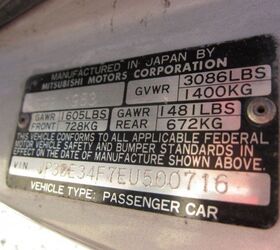 MANUFACTURED IN JAPAN BY
MITSUBISHI MOTORS CORPORATION
GVWR 3086LBS
1400KG
GAWR 1605LBS GAWR 1481LBS
FRONT 728KG REAR 672KG
THIS VEHICLE CONFORMS TO ALL APPLICABLE FEDERAL
MOTOR VEHICLE SAFETY AND BUMPER STANDARDS IN
EFFECT ON THE DATE OF MANUFACTURE SHOWN ABOVE.
VIN.
VEHICLE TYPE: PASSENGER CAR